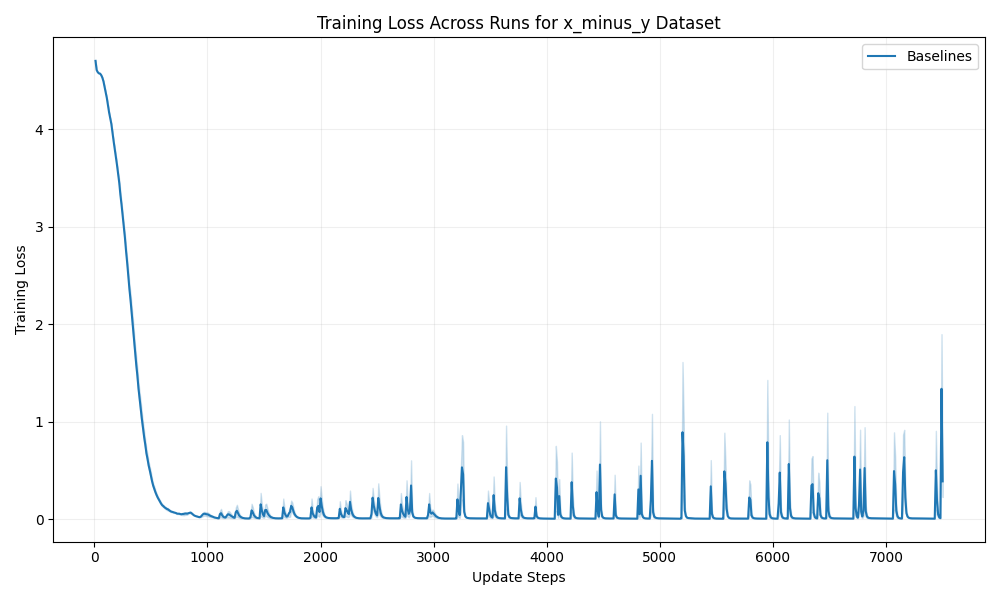 Training Loss Across Runs for x_minus_y Dataset
Baselines
Training Loss
4
3
2
1
0
0 1000 2000 3000 4000 5000 6000 7000
Update Steps